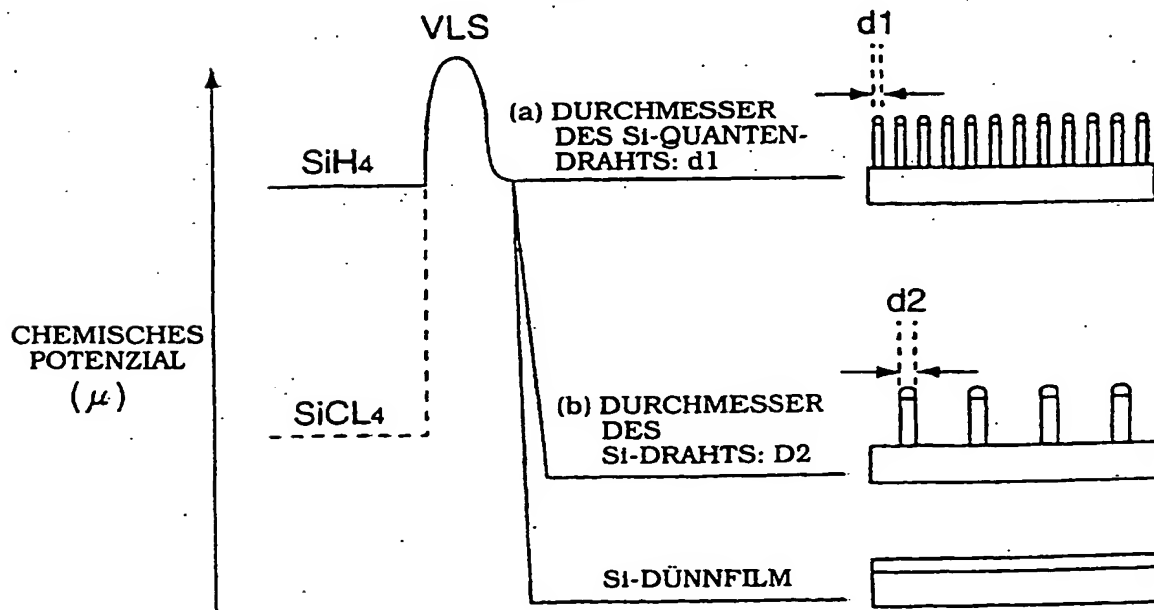 VLS
d1
(a) DURCHMESSER
DES Si-QUANTEN-
DRAHTS: d1
SiH4
d2
CHEMISCHES
POTENZIAL
(μ)
SiCL4
(b) DURCHMESSER
DES
Si-DRAHTS: D2
Si-DÜNNFILM